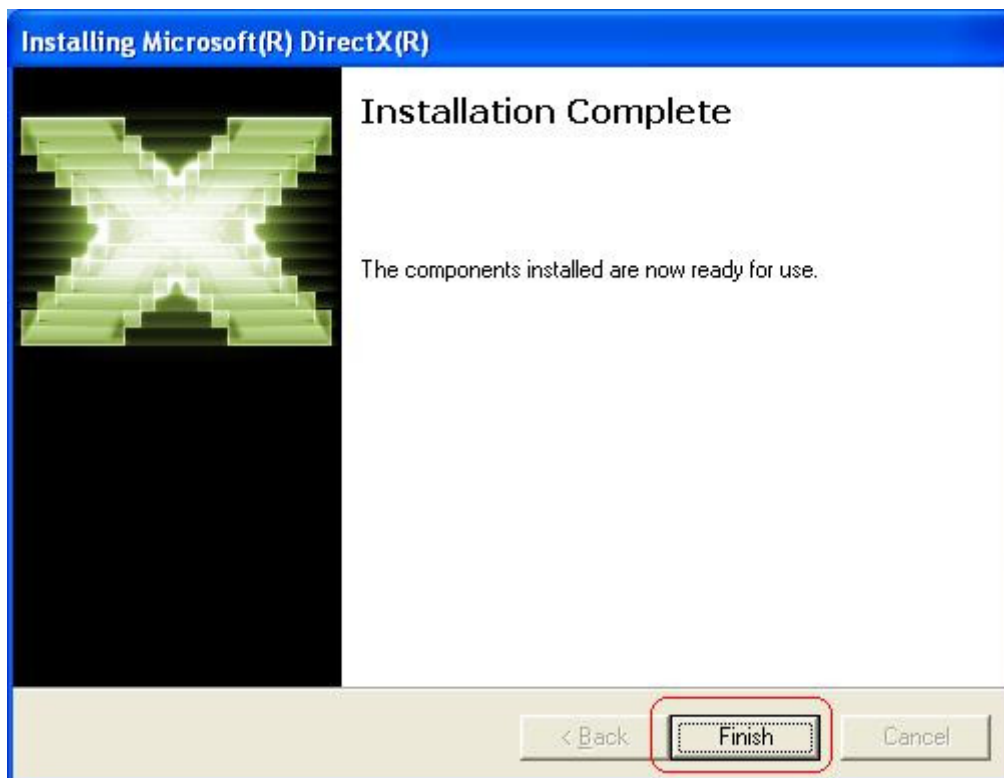 Installing Microsoft(R) DirectX(R)
Installation Complete
The components installed are now ready for use.
< Back Finish Cancel